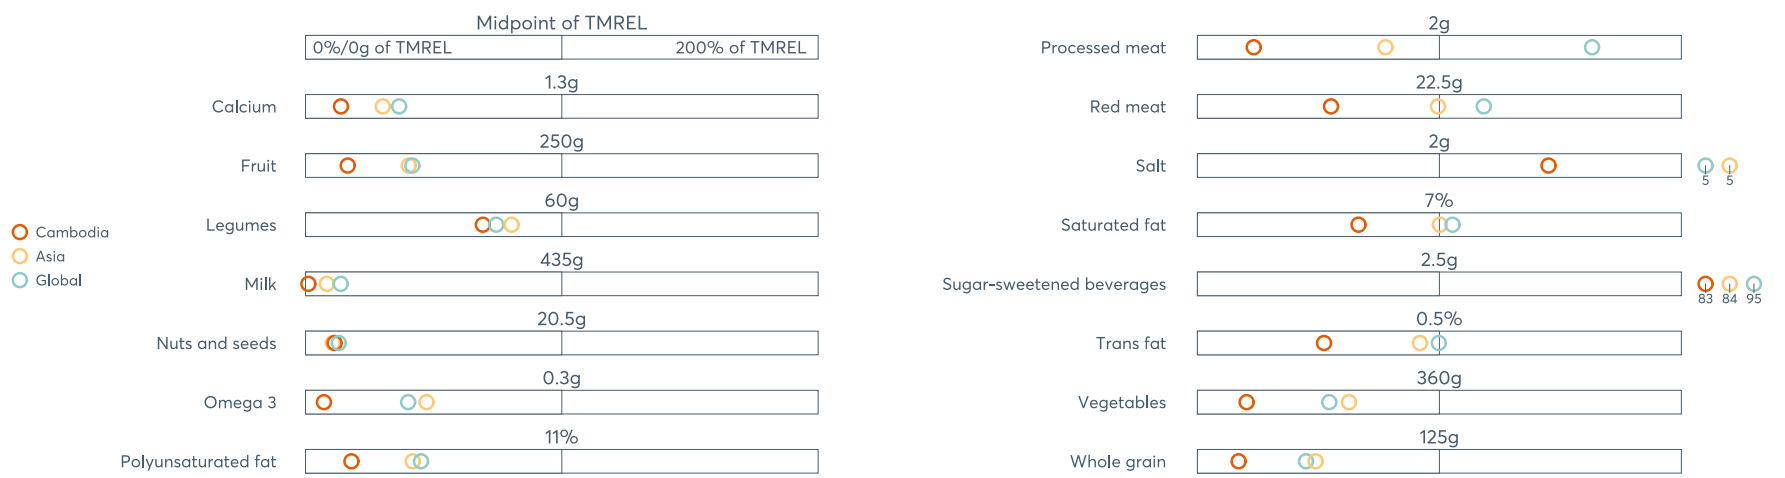 Midpoint of TMREL
0%/0g of TMREL
200% of TMREL
1.3g
Calcium
250g
Fruit
60g
Legumes
435g
Milk
20.5g
Nuts and seeds
0.3g
Omega 3
11%
Polyunsaturated fat
Cambodia
Asia
Global
2g
Processed meat
22.5g
Red meat
2g
Salt
5 5
7%
Saturated fat
2.5g
Sugar-sweetened beverages
83 84 95
0.5%
Trans fat
360g
Vegetables
125g
Whole grain